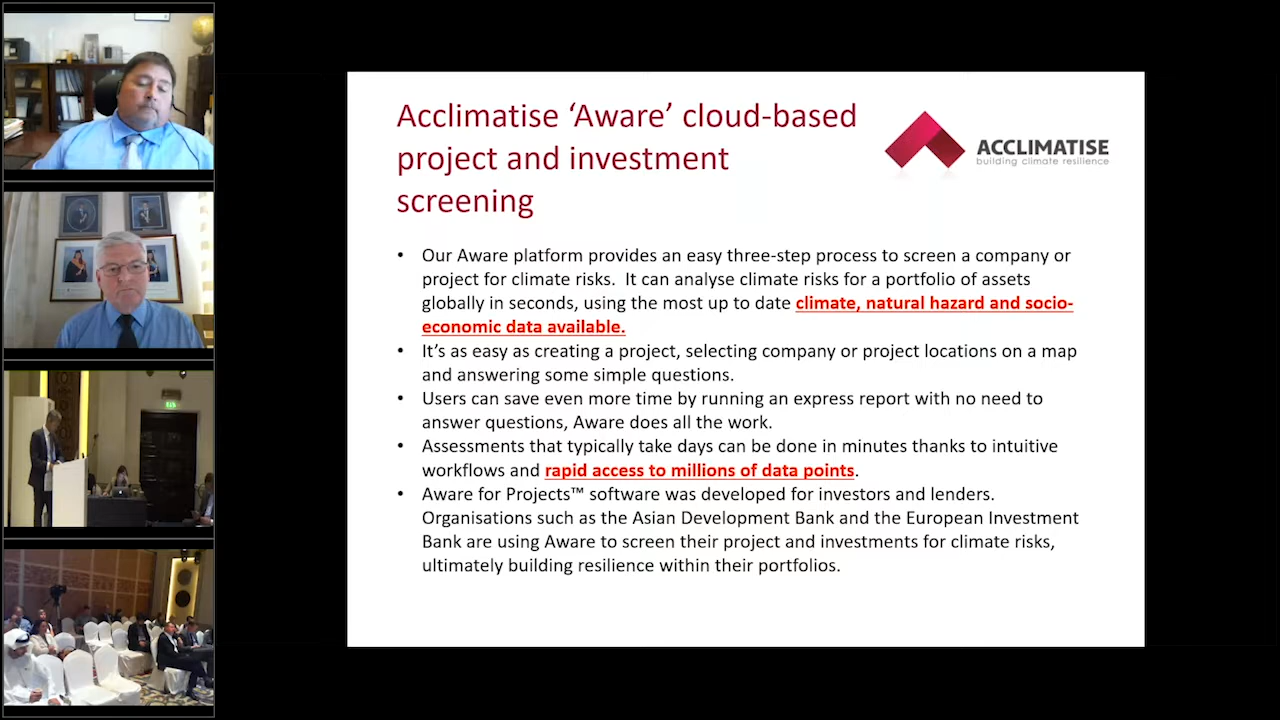 Acclimatise ‘Aware’ cloud-based
project and investment
screening
ACCLIMATISE
building climate resilience
• Our Aware platform provides an easy three-step process to screen a company or
project for climate risks. It can analyse climate risks for a portfolio of assets
globally in seconds, using the most up to date climate, natural hazard and socio-
economic data available.
• It’s as easy as creating a project, selecting company or project locations on a map
and answering some simple questions.
• Users can save even more time by running an express report with no need to
answer questions, Aware does all the work.
• Assessments that typically take days can be done in minutes thanks to intuitive
workflows and rapid access to millions of data points.
• Aware for Projects™ software was developed for investors and lenders.
Organisations such as the Asian Development Bank and the European Investment
Bank are using Aware to screen their project and investments for climate risks,
ultimately building resilience within their portfolios.